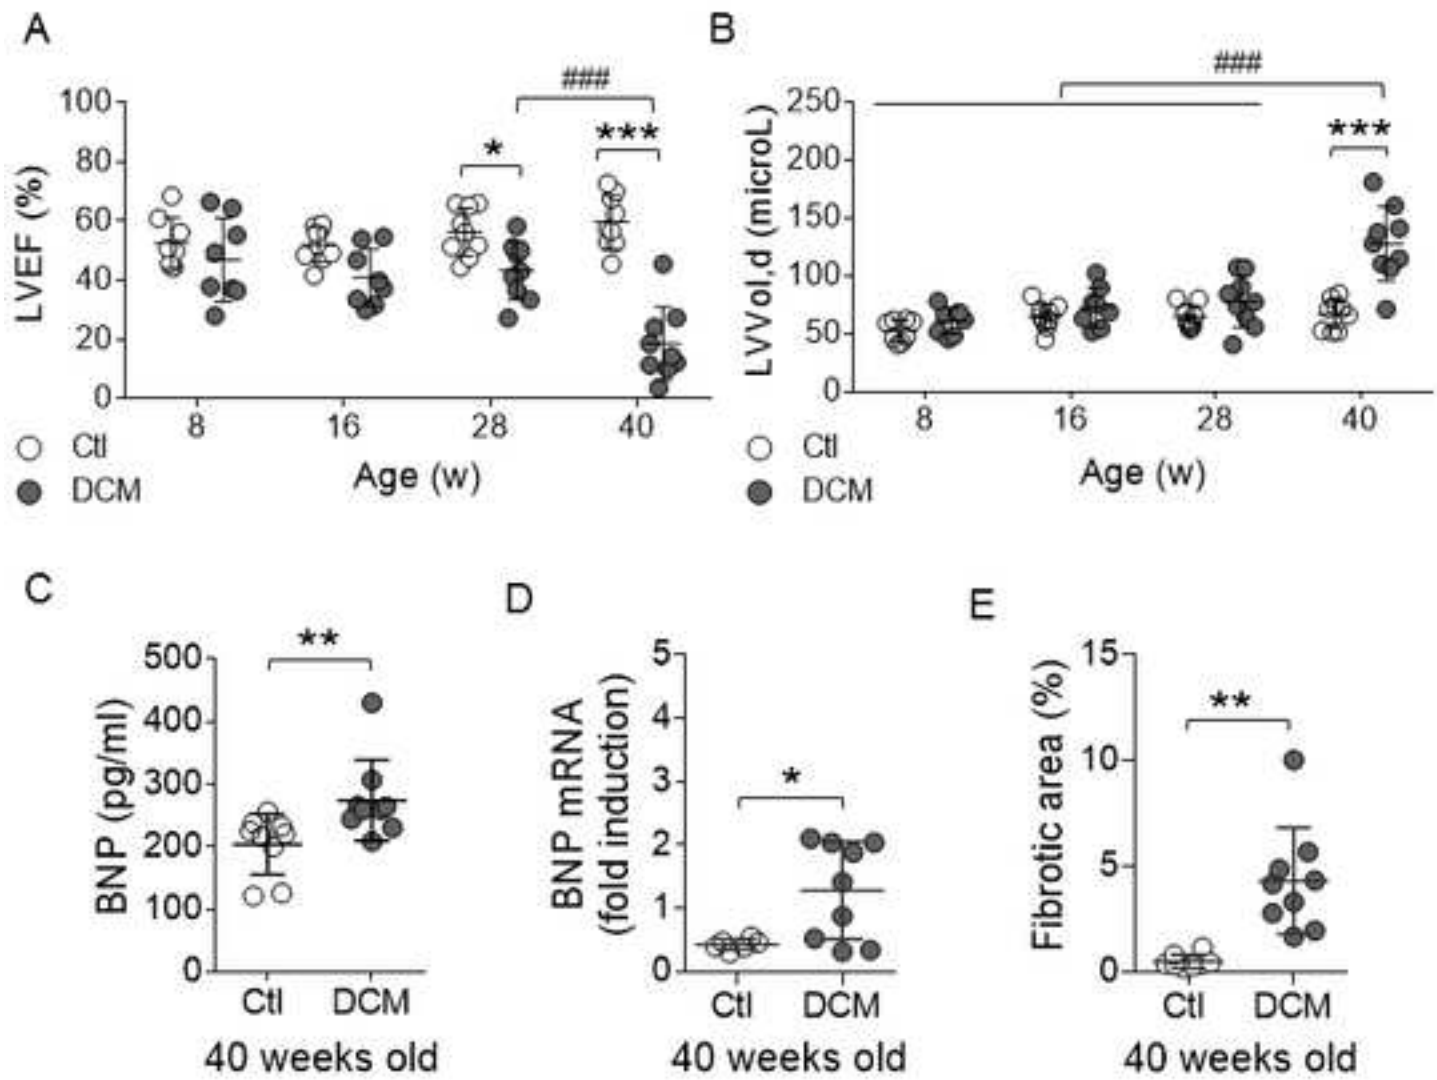 A
###
***
*
LVEF (%)
100
80
60
40
20
0
8
16
28
40
Age (w)
Ctl
DCM
B
###
***
LVVol,d (microL)
250
200
150
100
50
0
8
16
28
40
Age (w)
Ctl
DCM
C
**
BNP (pg/ml)
500
400
300
200
100
0
Ctl
DCM
40 weeks old
D
*
BNP mRNA
(fold induction)
5
4
3
2
1
0
Ctl
DCM
40 weeks old
E
**
Fibrotic area (%)
15
10
5
0
Ctl
DCM
40 weeks old